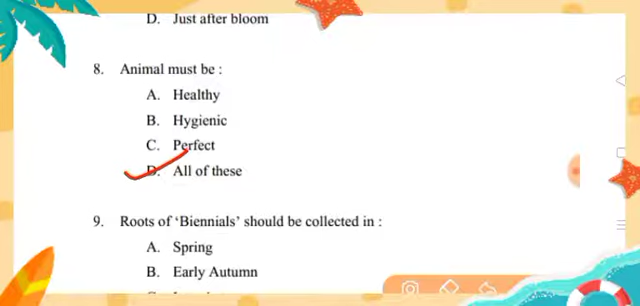 D. Just after bloom
8. Animal must be :
A. Healthy
B. Hygienic
C. Perfect
D. All of these
9. Roots of ‘Biennials’ should be collected in :
A. Spring
B. Early Autumn